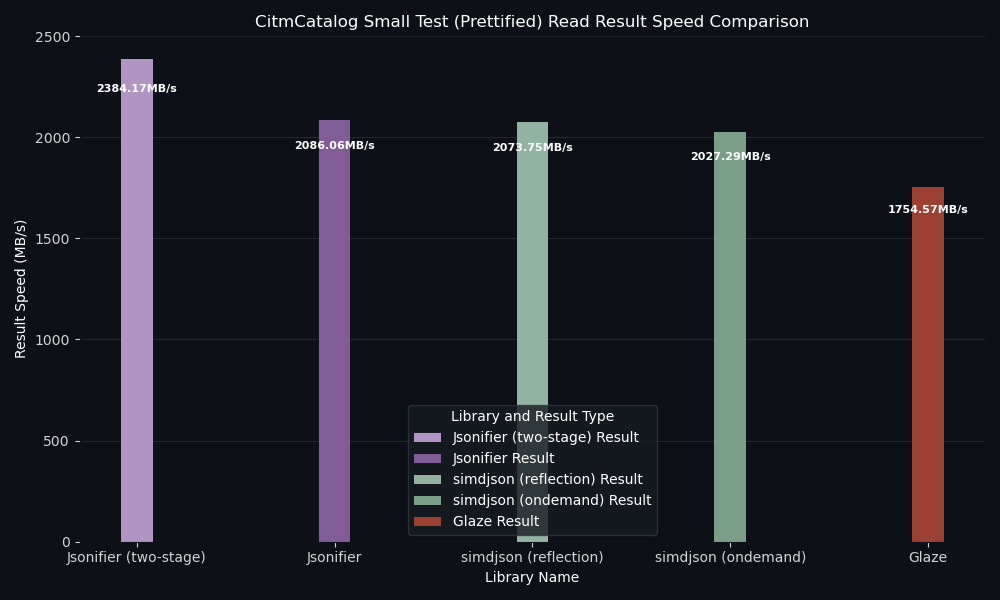 CitmCatalog Small Test (Prettified) Read Result Speed Comparison
2500
2000
1500
1000
500
0
Result Speed (MB/s)
2384.17MB/s
2086.06MB/s
2073.75MB/s
2027.29MB/s
1754.57MB/s
Library and Result Type
Jsonifier (two-stage) Result
Jsonifier Result
simdjson (reflection) Result
simdjson (ondemand) Result
Glaze Result
Jsonifier (two-stage)
Jsonifier
simdjson (reflection)
simdjson (ondemand)
Glaze
Library Name